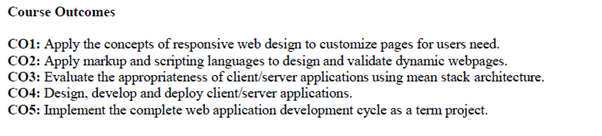 Course Outcomes
CO1: Apply the concepts of responsive web design to customize pages for users need.
CO2: Apply markup and scripting languages to design and validate dynamic webpages.
CO3: Evaluate the appropriateness of client/server applications using mean stack architecture.
CO4: Design, develop and deploy client/server applications.
CO5: Implement the complete web application development cycle as a term project.